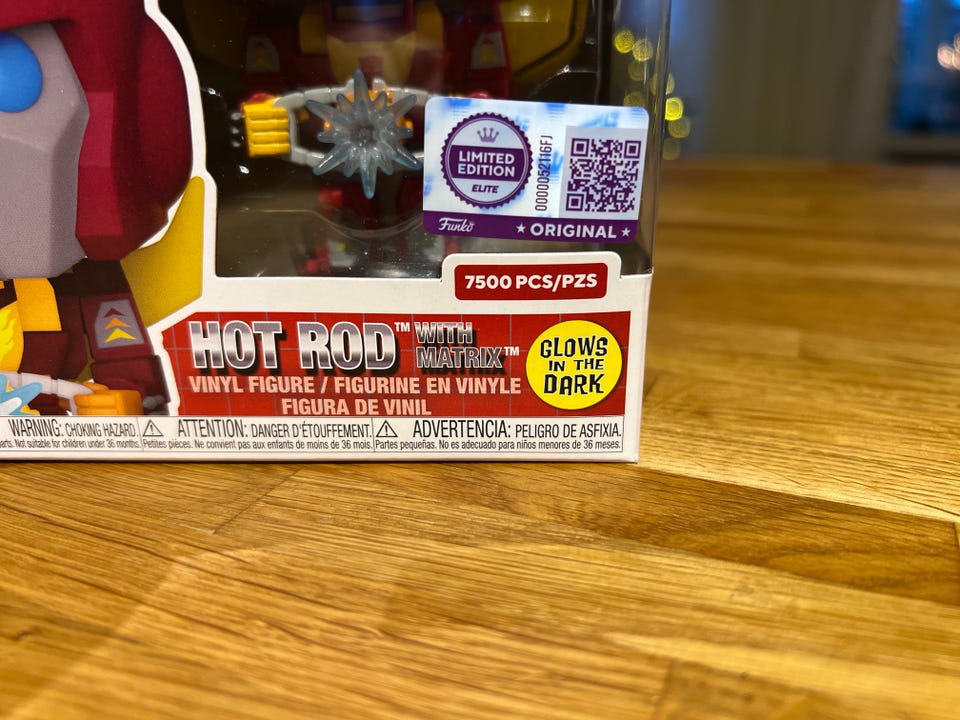 LIMITED
EDITION
ELITE
0000052116FJ
Funko
★ ORIGINAL ★
7500 PCS/PZS
HOT ROD™ WITH
MATRIX™
GLOWS
IN THE
DARK
VINYL FIGURE / FIGURINE EN VINYLE
FIGURA DE VINIL
WARNING: CHOKING HAZARD.
arts. Not suitable for children under 36 months.
ATTENTION: DANGER D'ÉTOUFFEMENT.
Petites pièces. Ne convient pas aux enfants de moins de 36 mois.
ADVERTENCIA: PELIGRO DE ASFIXIA.
Partes pequeñas. No es adecuado para niños menores de 36 meses.